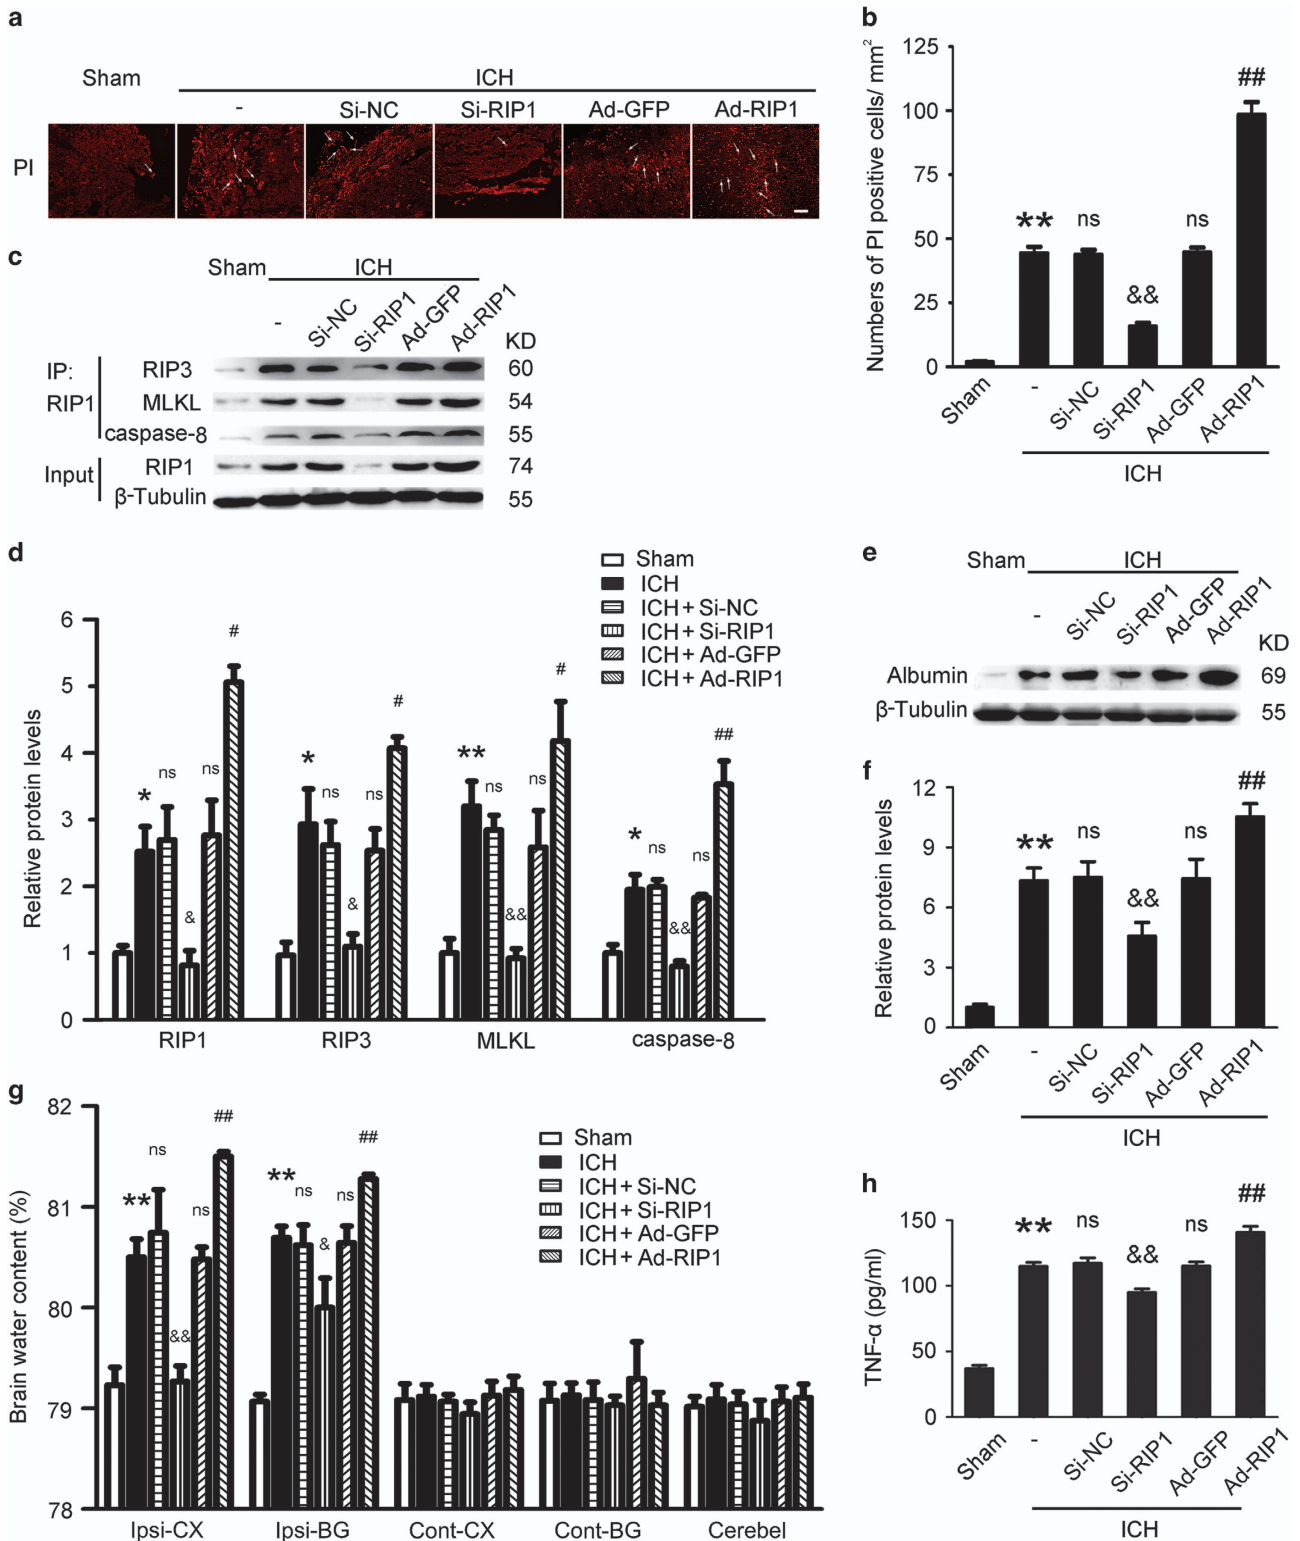 a
Sham
ICH
-
Si-NC
Si-RIP1
Ad-GFP
Ad-RIP1
PI
b
Numbers of PI positive cells/ mm²
125
100
75
50
25
0
**
ns
&&
ns
##
Sham
-
Si-NC
Si-RIP1
Ad-GFP
Ad-RIP1
ICH
c
Sham
ICH
-
Si-NC
Si-RIP1
Ad-GFP
Ad-RIP1
KD
IP:
RIP1
RIP3
60
MLKL
54
caspase-8
55
Input
RIP1
74
β-Tubulin
55
d
Sham
ICH
ICH+Si-NC
ICH+Si-RIP1
ICH+Ad-GFP
ICH+Ad-RIP1
Relative protein levels
6
5
4
3
2
1
0
*
ns
&
ns
#
*
ns
&
ns
#
**
ns
&&
ns
#
*
ns
&&
ns
##
RIP1
RIP3
MLKL
caspase-8
e
Sham
ICH
-
Si-NC
Si-RIP1
Ad-GFP
Ad-RIP1
KD
Albumin
69
β-Tubulin
55
f
Relative protein levels
12
9
6
3
0
**
ns
&&
ns
##
Sham
-
Si-NC
Si-RIP1
Ad-GFP
Ad-RIP1
ICH
g
Brain water content (%)
82
81
80
79
78
**
ns
&&
ns
##
**
ns
&
ns
##
Sham
ICH
ICH+Si-NC
ICH+Si-RIP1
ICH+Ad-GFP
ICH+Ad-RIP1
Ipsi-CX
Ipsi-BG
Cont-CX
Cont-BG
Cerebel
h
TNF-α (pg/ml)
150
100
50
0
**
ns
&&
ns
##
Sham
-
Si-NC
Si-RIP1
Ad-GFP
Ad-RIP1
ICH